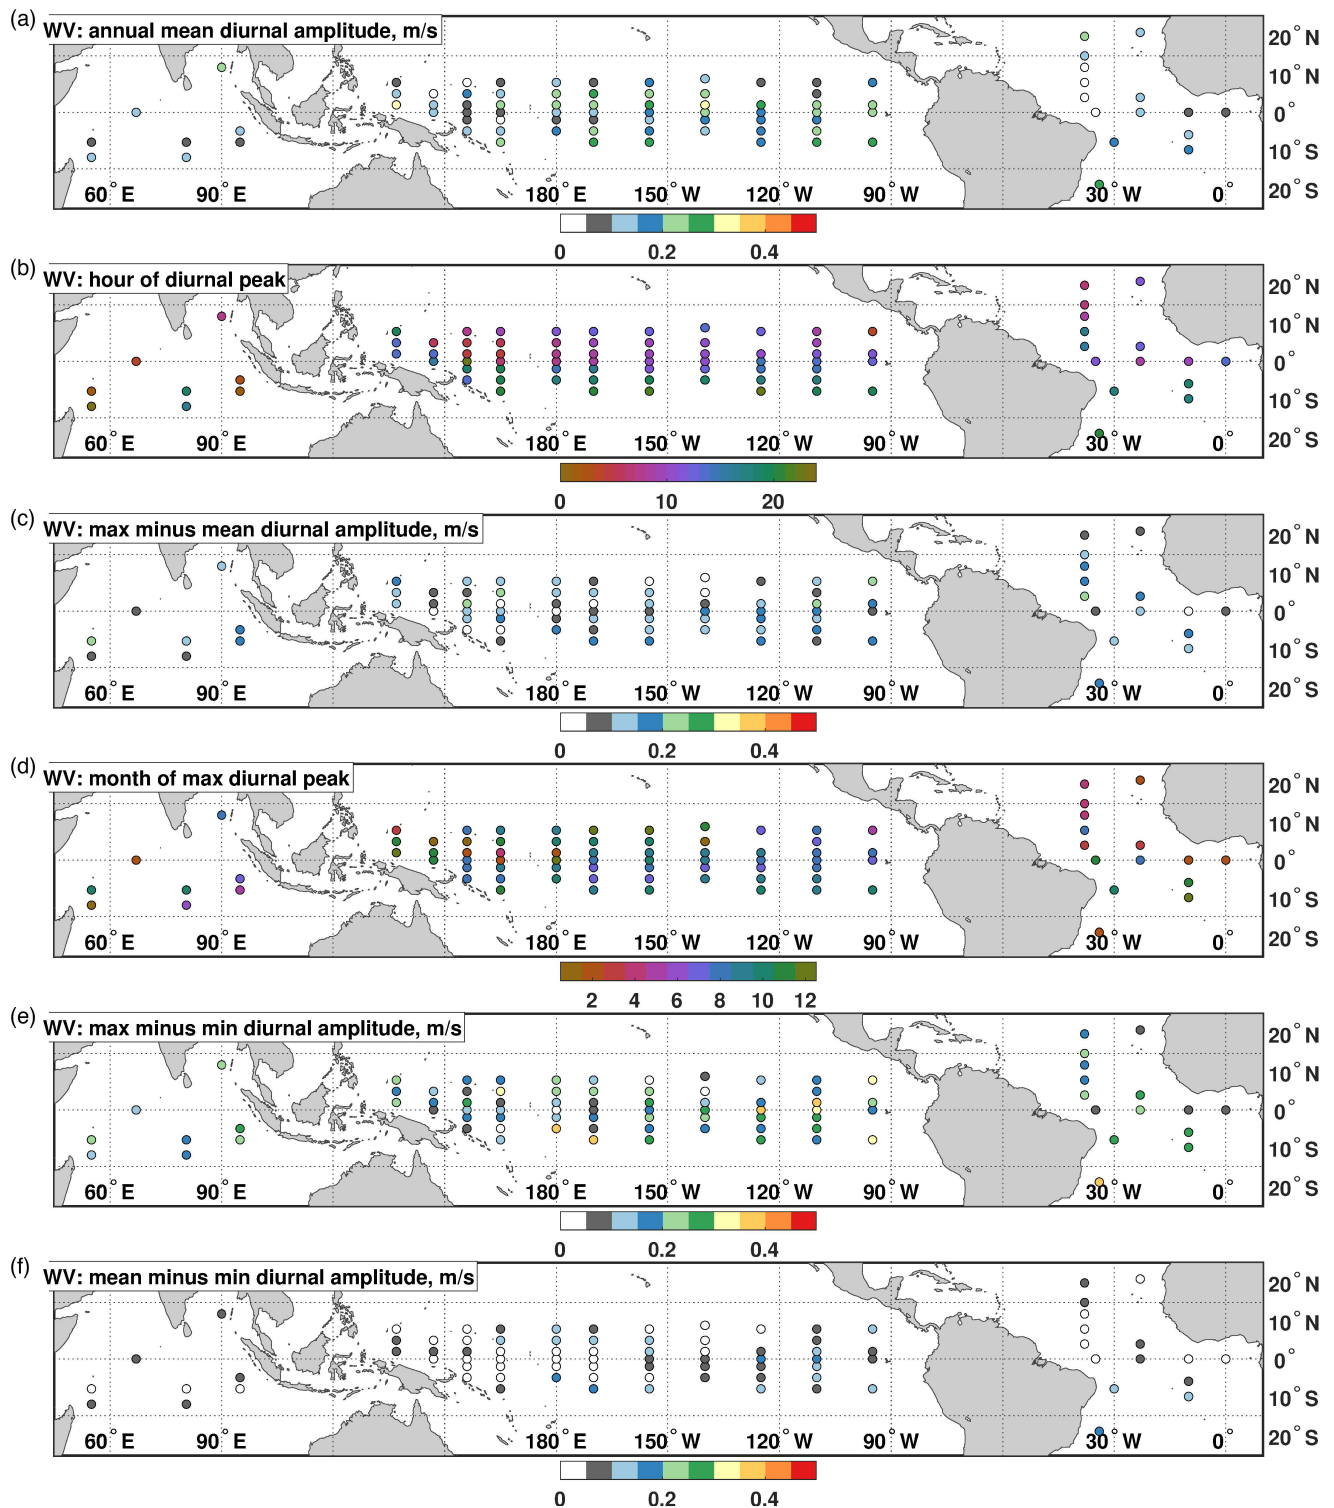 (a)
WV: annual mean diurnal amplitude, m/s
20° N
10° N
0°
10° S
20° S
60° E 90° E 180° E 150° W 120° W 90° W 30° W 0°
0 0.2 0.4
(b)
WV: hour of diurnal peak
20° N
10° N
0°
10° S
20° S
60° E 90° E 180° E 150° W 120° W 90° W 30° W 0°
0 10 20
(c)
WV: max minus mean diurnal amplitude, m/s
20° N
10° N
0°
10° S
20° S
60° E 90° E 180° E 150° W 120° W 90° W 30° W 0°
0 0.2 0.4
(d)
WV: month of max diurnal peak
20° N
10° N
0°
10° S
20° S
60° E 90° E 180° E 150° W 120° W 90° W 30° W 0°
2 4 6 8 10 12
(e)
WV: max minus min diurnal amplitude, m/s
20° N
10° N
0°
10° S
20° S
60° E 90° E 180° E 150° W 120° W 90° W 30° W 0°
0 0.2 0.4
(f)
WV: mean minus min diurnal amplitude, m/s
20° N
10° N
0°
10° S
20° S
60° E 90° E 180° E 150° W 120° W 90° W 30° W 0°
0 0.2 0.4